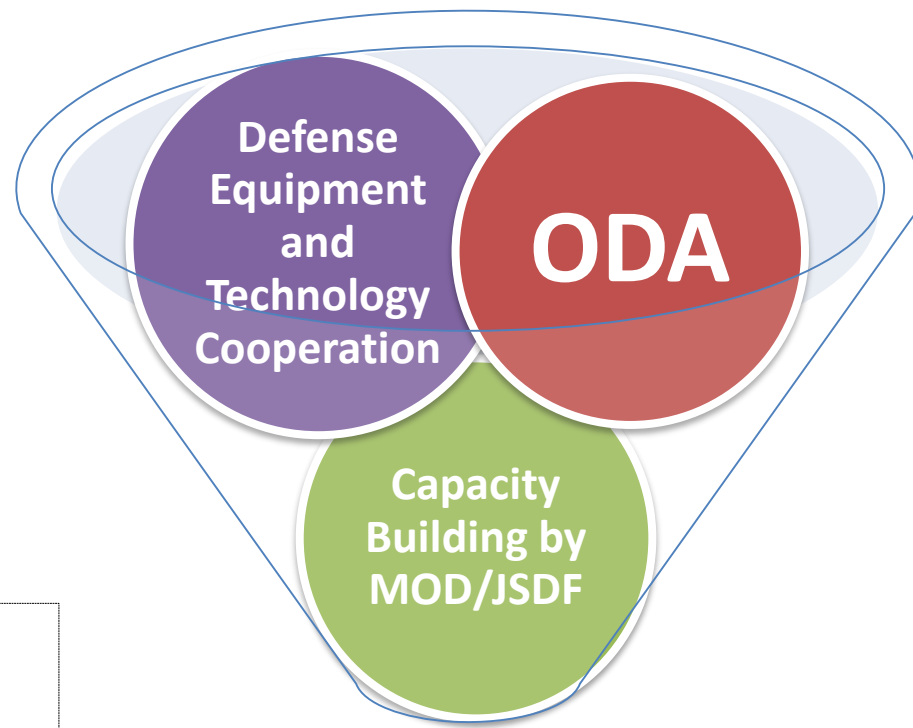 Defense
Equipment
and
Technology
Cooperation
ODA
Capacity
Building by
MOD/JSDF